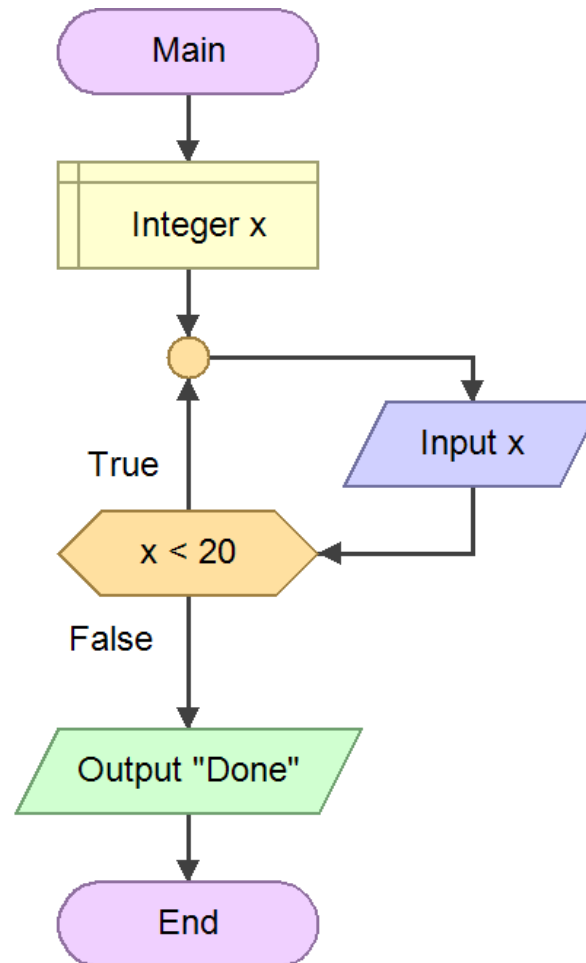 Main
Integer x
Input x
True
x < 20
False
Output "Done"
End